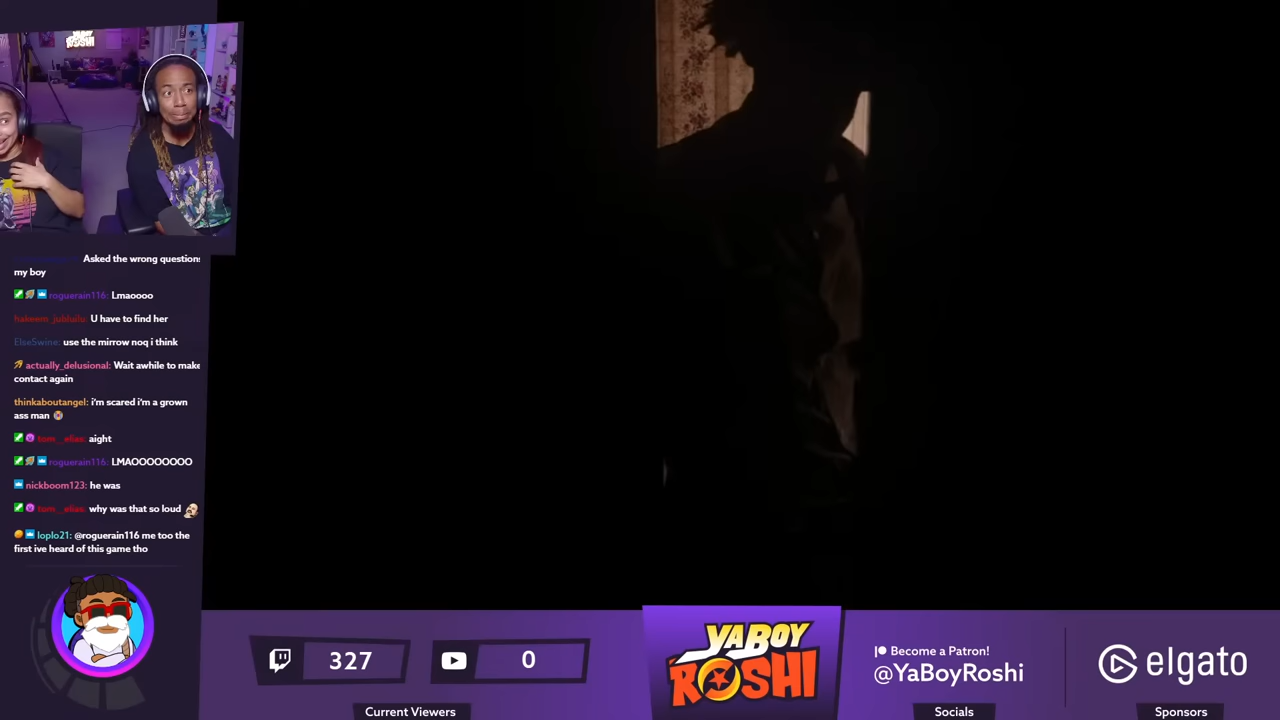 YABOY
ROSHI
Asked the wrong questions
my boy
roguerain116: Lmaoooo
hakeem_jubluilu: U have to find her
ElseSwine: use the mirrow noq i think
actually_delusional: Wait awhile to make
contact again
thinkaboutangel: i'm scared i'm a grown
ass man
aight
roguerain116: LMAOOOOOOOO
nickboom123: he was
why was that so loud
loplo21: @roguerain116 me too the
first ive heard of this game tho
327
0
Current Viewers
YABOY
ROSHI
Become a Patron!
@YaBoyRoshi
Socials
elgato
Sponsors